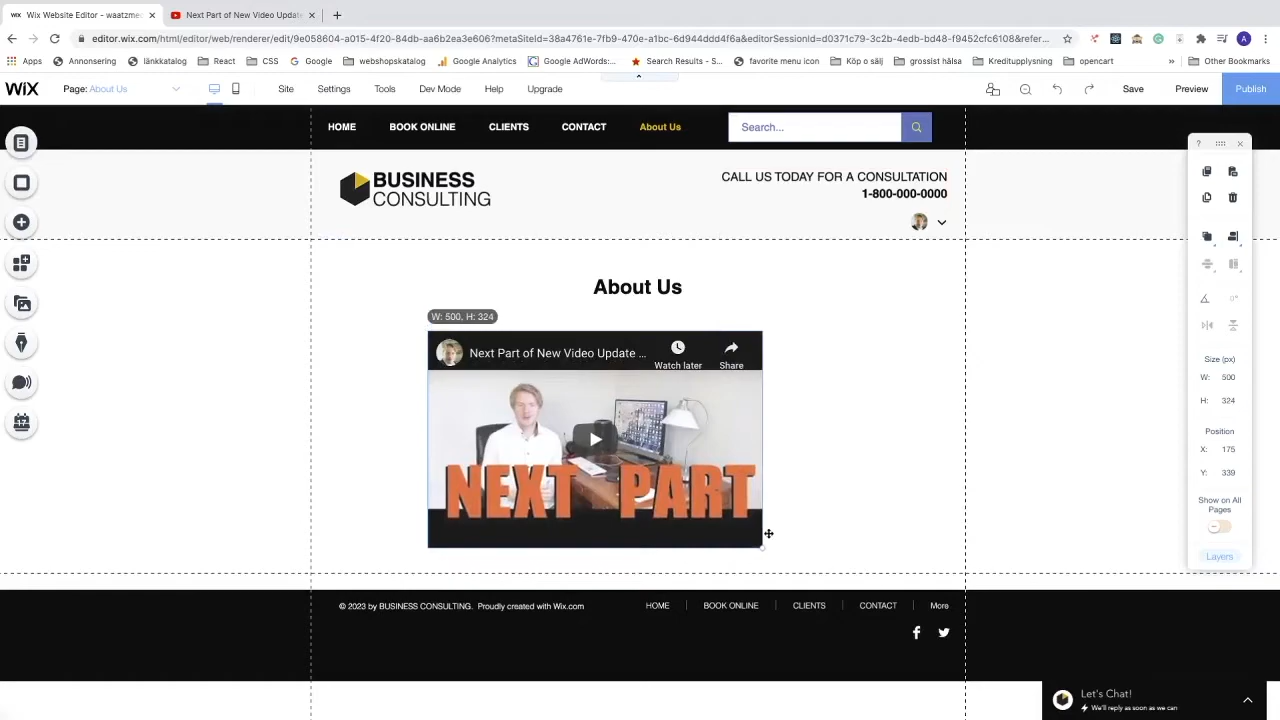 WIX Wix Website Editor - waatzme
Next Part of New Video Update
editor.wix.com/html/editor/web/renderer/edit/9e058604-a015-4f20-84db-aa6b2ea3e606?metaSiteId=38a4761e-7fb9-470e-a1bc-6d944ddd4f6a&editorSessionId=d0371c79-3c2b-4edb-bd48-f9452cfc6108&refer...
Apps Annonsering länkkatalog React CSS Google webshopskatalog Google Analytics Google AdWords:... Search Results - S... favorite menu icon Köp o sälj grossist hälsa Kreditupplysning opencart » Other Bookmarks
WIX Page: About Us Site Settings Tools Dev Mode Help Upgrade Save Preview Publish
HOME BOOK ONLINE CLIENTS CONTACT About Us Search...
BUSINESS
CONSULTING
CALL US TODAY FOR A CONSULTATION
1-800-000-0000
About Us
W: 500, H: 324
Next Part of New Video Update ...
Watch later Share
NEXT PART
Size (px)
W: 500
H: 324
Position
X: 175
Y: 339
Show on All
Pages
Layers
© 2023 by BUSINESS CONSULTING. Proudly created with Wix.com
HOME BOOK ONLINE CLIENTS CONTACT More
Let's Chat!
We'll reply as soon as we can